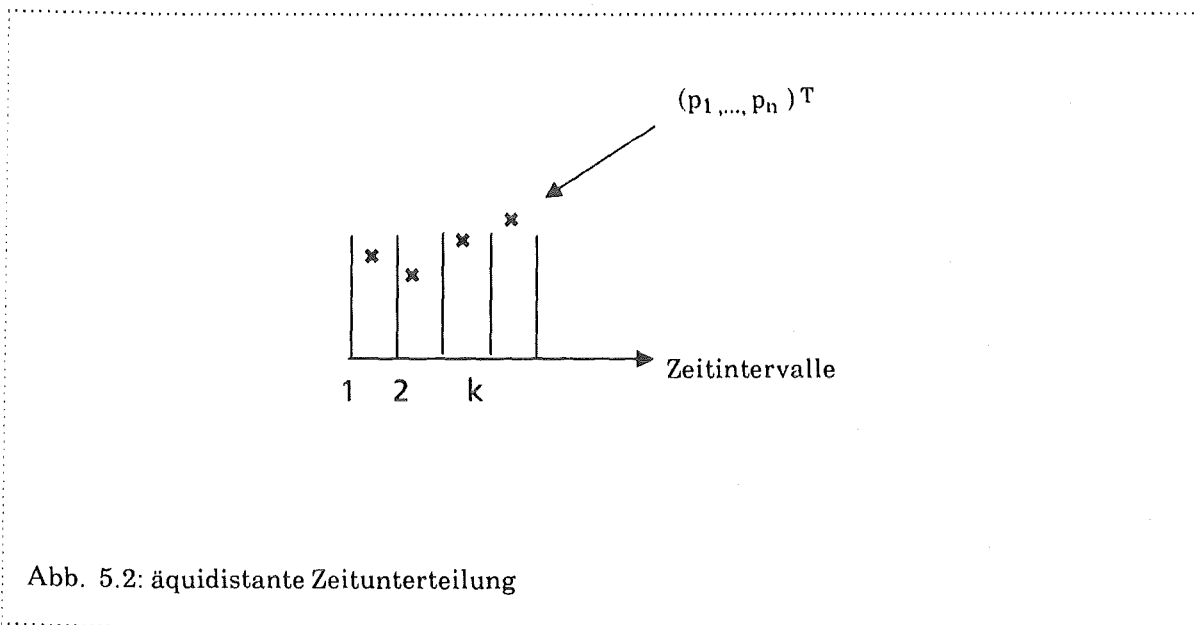 (p1,..., pn )T
Zeitintervalle
1 2 k
Abb. 5.2: äquidistante Zeitunterteilung